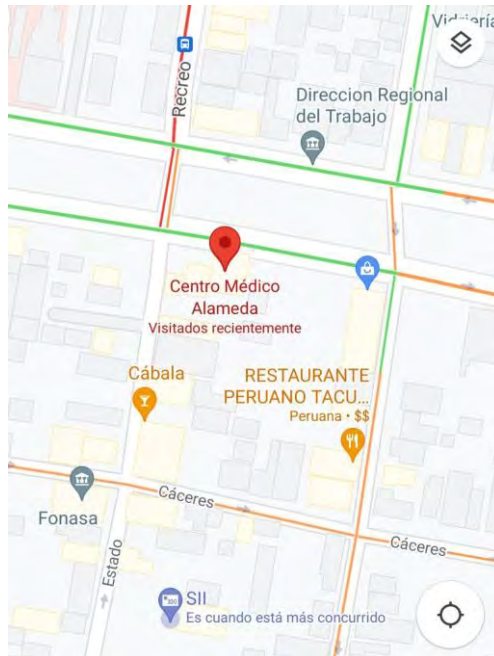 Vidriería
Recreo
Direccion Regional
del Trabajo
Centro Médico
Alameda
Visitados recientemente
Cábala
RESTAURANTE
PERUANO TACU...
Peruana • $$
Fonasa
Cáceres
Cáceres
Estado
SII
Es cuando está más concurrido